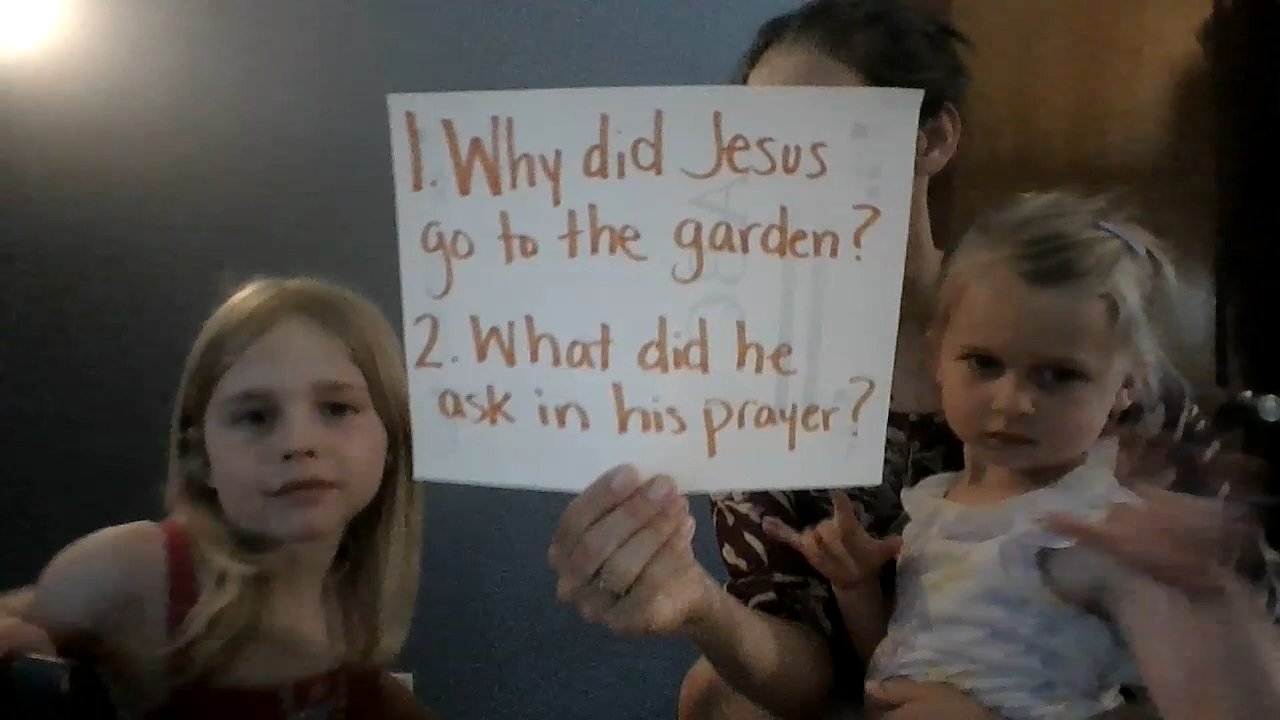 1. Why did Jesus
go to the garden?
2. What did he
ask in his prayer?